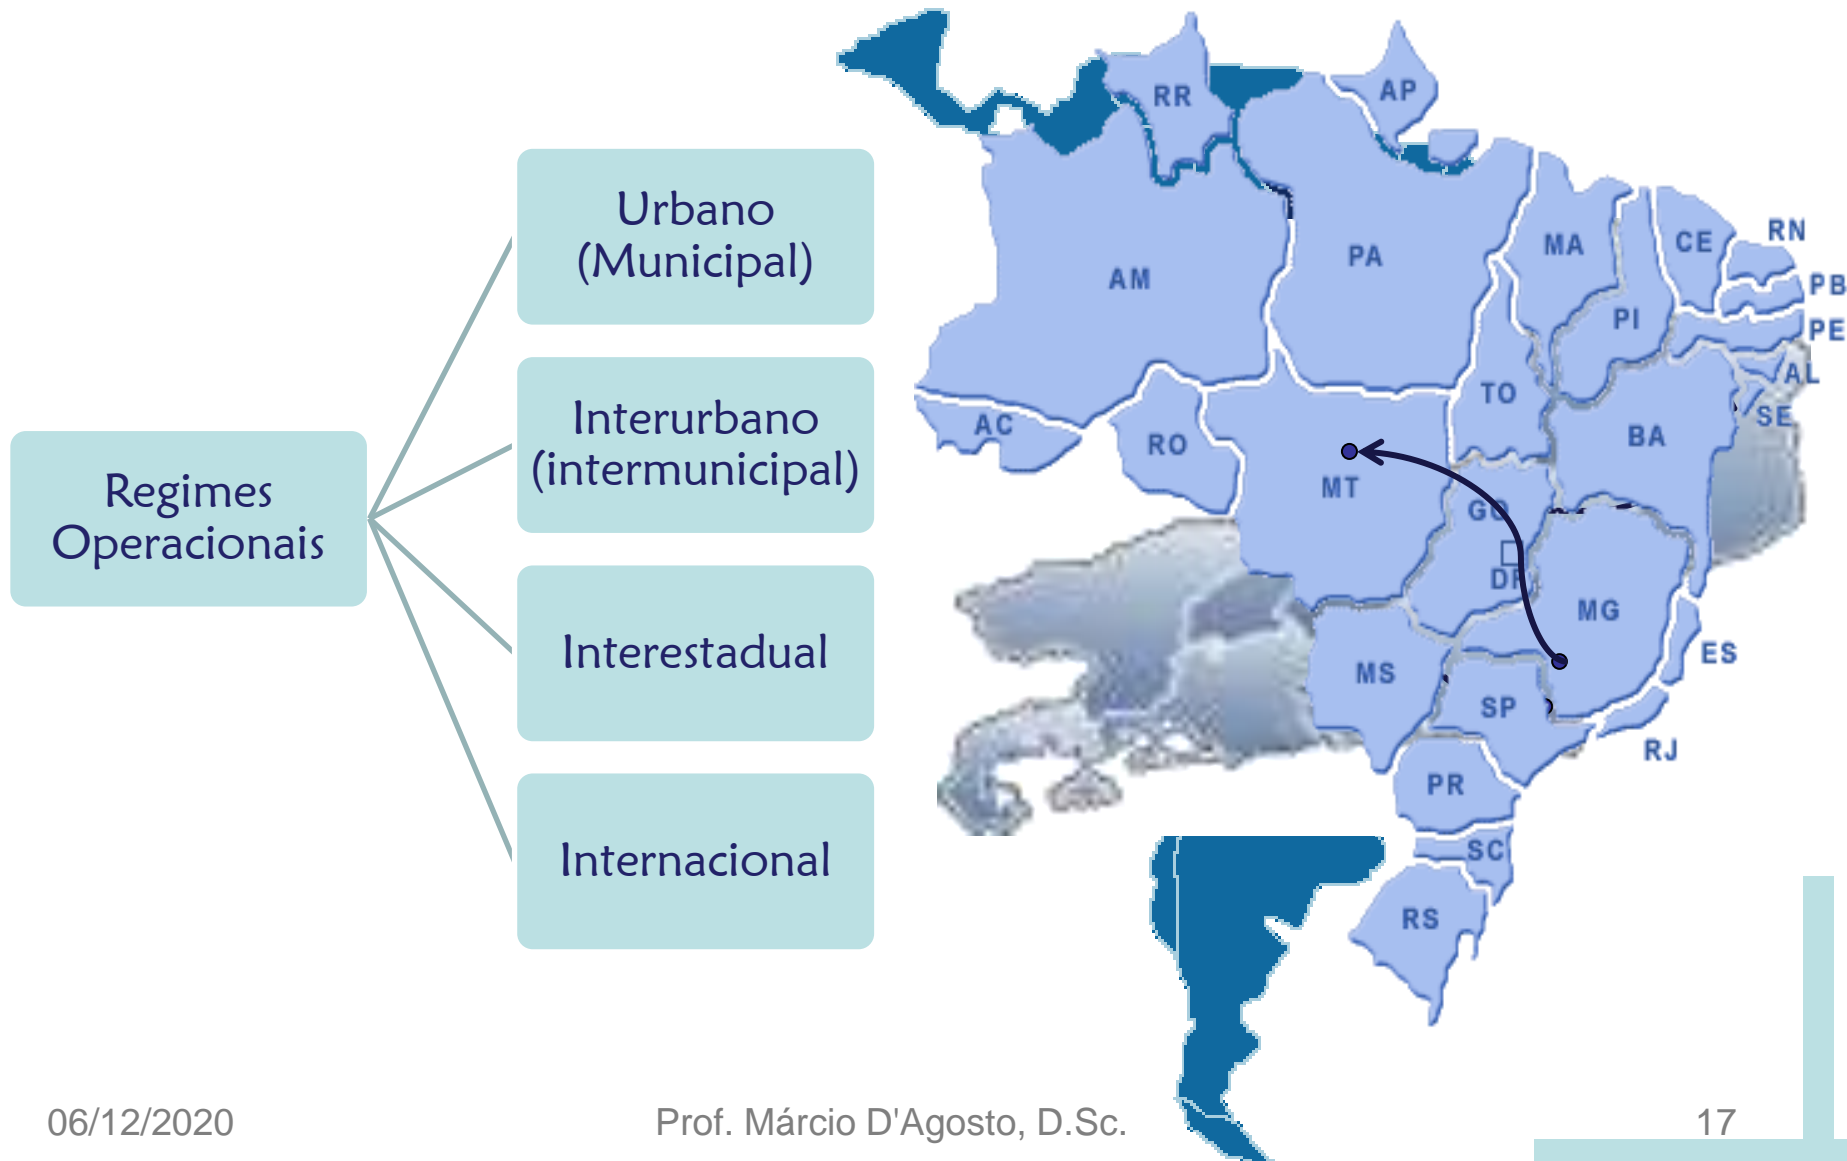 Regimes
Operacionais
Urbano
(Municipal)
Interurbano
(intermunicipal)
Interestadual
Internacional
RR
AP
AM
PA
MA
CE
RN
PB
PE
PI
AL
SE
TO
BA
AC
RO
MT
GO
DF
MG
ES
MS
SP
RJ
PR
SC
RS
06/12/2020
Prof. Márcio D'Agosto, D.Sc.
17